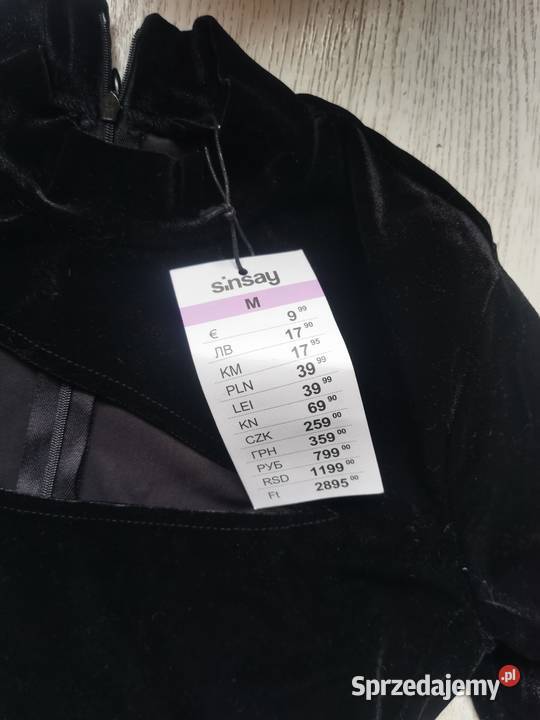 sinsay
M
€ 9 99
ЛВ 17 90
KM 17 95
PLN 39 99
LEI 39 99
KN 69 90
CZK 259 00
ГРН 359 00
РУБ 799 00
RSD 1199 00
Ft 2895 00
Sprzedajemy.pl